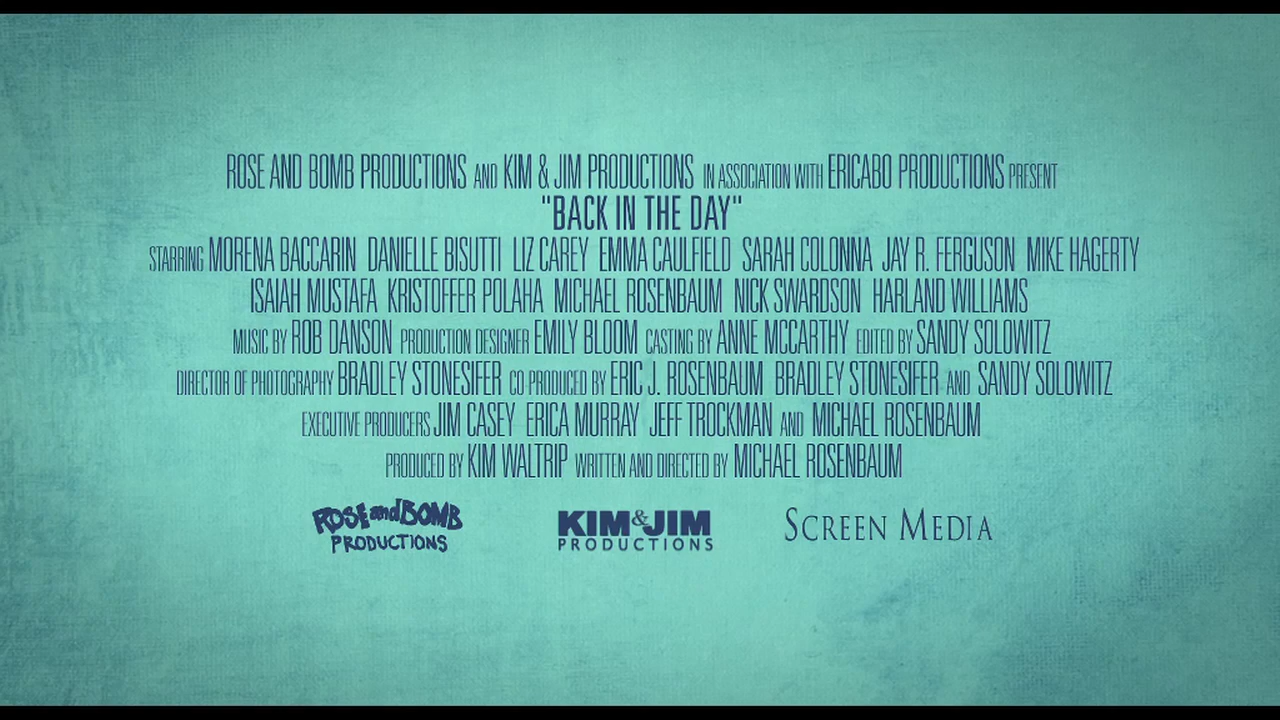 ROSE AND BOMB PRODUCTIONS AND KIM & JIM PRODUCTIONS IN ASSOCIATION WITH ERICABO PRODUCTIONS PRESENT
"BACK IN THE DAY"
STARRING MORENA BACCARIN DANIELLE BISUTTI LIZ CAREY EMMA CAULFIELD SARAH COLONNA JAY R. FERGUSON MIKE HAGERTY
ISAIAH MUSTAFA KRISTOFFER POLAHA MICHAEL ROSENBAUM NICK SWARDSON HARLAND WILLIAMS
MUSIC BY ROB DANSON PRODUCTION DESIGNER EMILY BLOOM CASTING BY ANNE MCCARTHY EDITED BY SANDY SOLOWITZ
DIRECTOR OF PHOTOGRAPHY BRADLEY STONESIFER CO PRODUCED BY ERIC J. ROSENBAUM BRADLEY STONESIFER AND SANDY SOLOWITZ
EXECUTIVE PRODUCERS JIM CASEY ERICA MURRAY JEFF TROCKMAN AND MICHAEL ROSENBAUM
PRODUCED BY KIM WALTRIP WRITTEN AND DIRECTED BY MICHAEL ROSENBAUM
ROSE and BOMB KIM & JIM SCREEN MEDIA
PRODUCTIONS PRODUCTIONS